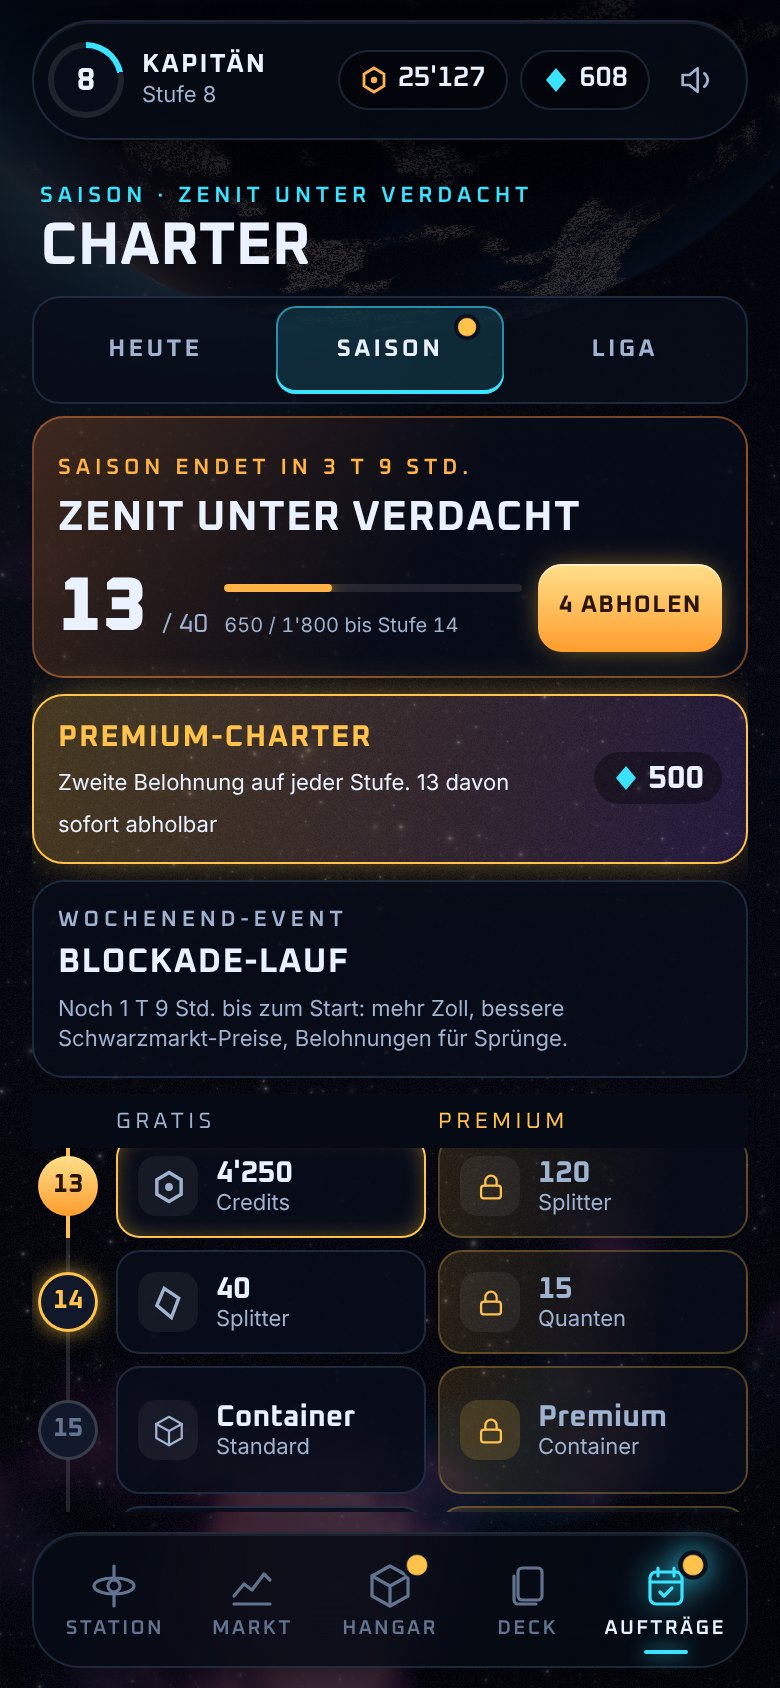 8
KAPITÄN
Stufe 8
25'127
608
SAISON · ZENIT UNTER VERDACHT
CHARTER
HEUTE
SAISON
LIGA
SAISON ENDET IN 3 T 9 STD.
ZENIT UNTER VERDACHT
13 / 40
650 / 1'800 bis Stufe 14
4 ABHOLEN
PREMIUM-CHARTER
Zweite Belohnung auf jeder Stufe. 13 davon
sofort abholbar
500
WOCHENEND-EVENT
BLOCKADE-LAUF
Noch 1 T 9 Std. bis zum Start: mehr Zoll, bessere
Schwarzmarkt-Preise, Belohnungen für Sprünge.
GRATIS
PREMIUM
13
4'250
Credits
120
Splitter
14
40
Splitter
15
Quanten
15
Container
Standard
Premium
Container
STATION
MARKT
HANGAR
DECK
AUFTRÄGE